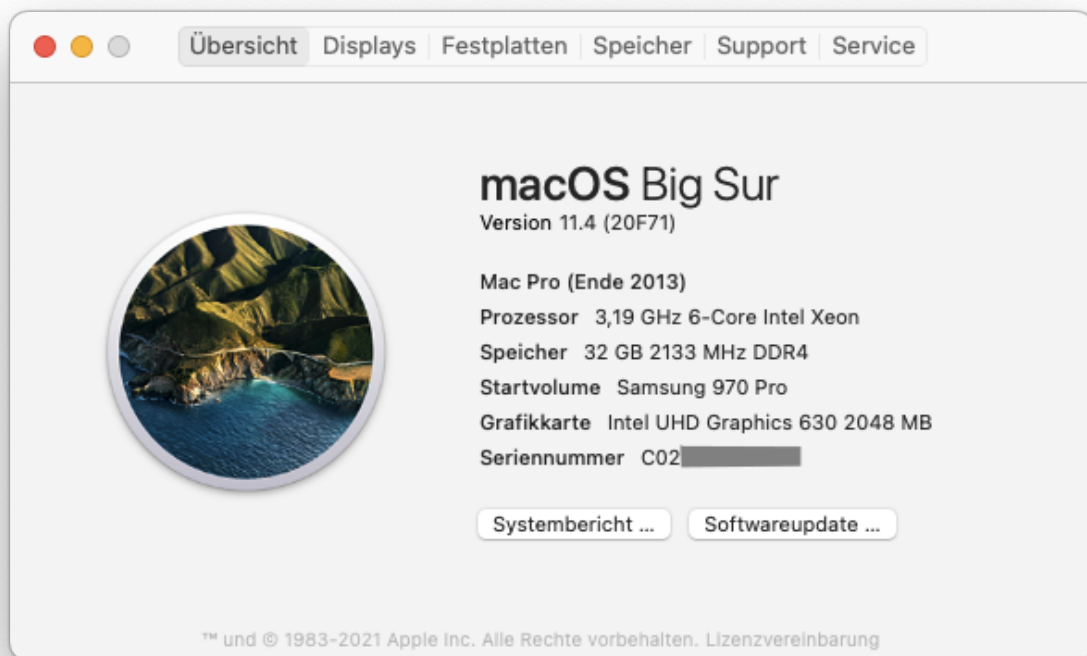 Übersicht Displays Festplatten Speicher Support Service
macOS Big Sur
Version 11.4 (20F71)
Mac Pro (Ende 2013)
Prozessor 3,19 GHz 6-Core Intel Xeon
Speicher 32 GB 2133 MHz DDR4
Startvolume Samsung 970 Pro
Grafikkarte Intel UHD Graphics 630 2048 MB
Seriennummer C02
Systembericht ... Softwareupdate ...
™ und © 1983-2021 Apple Inc. Alle Rechte vorbehalten. Lizenzvereinbarung